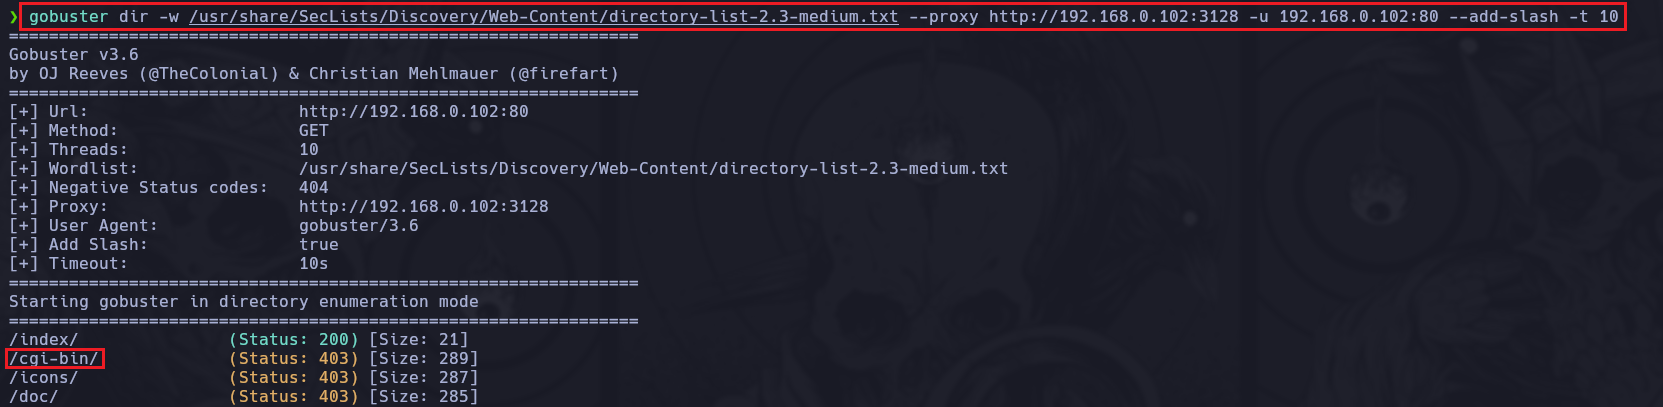 ❯ gobuster dir -w /usr/share/SecLists/Discovery/Web-Content/directory-list-2.3-medium.txt --proxy http://192.168.0.102:3128 -u 192.168.0.102:80 --add-slash -t 10
===============================================================
Gobuster v3.6
by OJ Reeves (@TheColonial) & Christian Mehlmauer (@firefart)
===============================================================
[+] Url:                     http://192.168.0.102:80
[+] Method:                  GET
[+] Threads:                 10
[+] Wordlist:                /usr/share/SecLists/Discovery/Web-Content/directory-list-2.3-medium.txt
[+] Negative Status codes:   404
[+] Proxy:                   http://192.168.0.102:3128
[+] User Agent:              gobuster/3.6
[+] Add Slash:               true
[+] Timeout:                 10s
===============================================================
Starting gobuster in directory enumeration mode
===============================================================
/index/               (Status: 200) [Size: 21]
/cgi-bin/             (Status: 403) [Size: 289]
/icons/               (Status: 403) [Size: 287]
/doc/                 (Status: 403) [Size: 285]